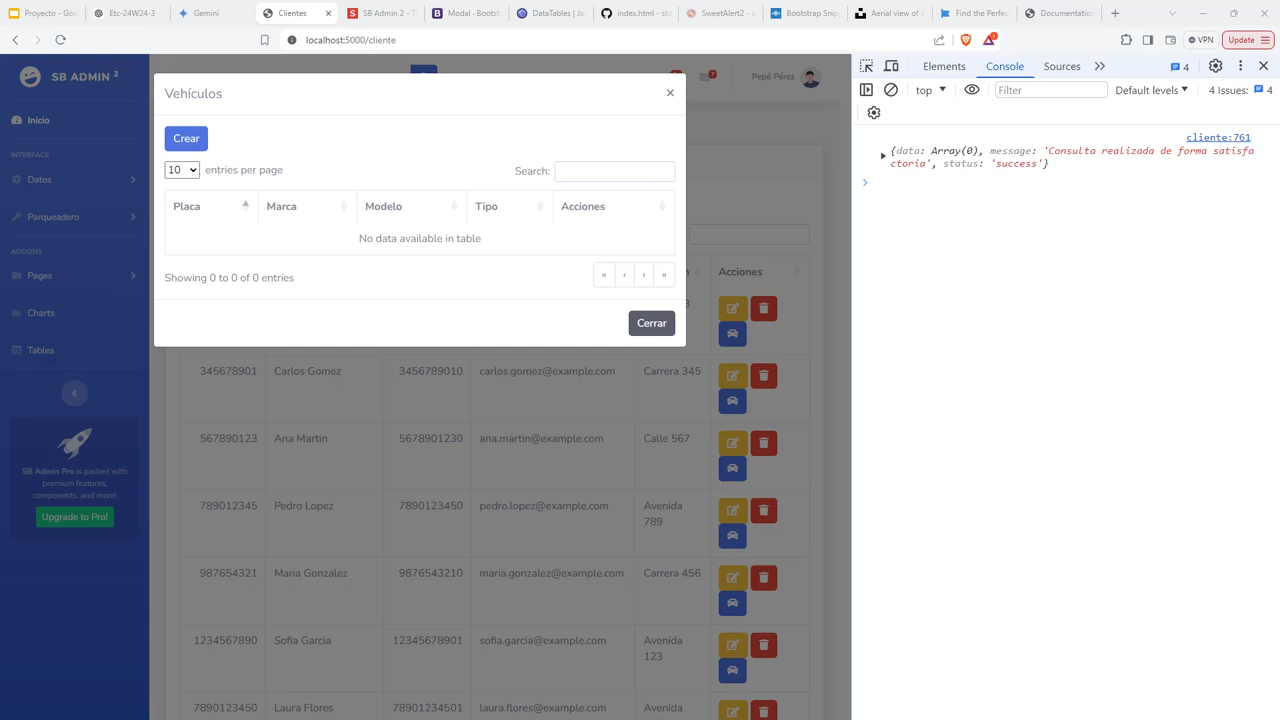 Proyecto - Goo
Etc-24W24-3
Gemini
Clientes
SB Admin 2 - T
Modal · Bootst
DataTables | Ja
index.html - sta
SweetAlert2 - a
Bootstrap Snip
Aerial view of s
Find the Perfec
Documentation
localhost:5000/cliente
VPN
Update
SB ADMIN 2
Inicio
INTERFACE
Datos
Parqueadero
ADDONS
Pages
Charts
Tables
SB Admin Pro is packed with
premium features,
components, and more!
Upgrade to Pro!
7
Pepé Pérez
Vehículos
×
Crear
10 entries per page
Search:
Placa Marca Modelo Tipo Acciones
No data available in table
Showing 0 to 0 of 0 entries
« ‹ › »
Cerrar
Acciones
345678901 Carlos Gomez 3456789010 carlos.gomez@example.com Carrera 345
567890123 Ana Martin 5678901230 ana.martin@example.com Calle 567
789012345 Pedro Lopez 7890123450 pedro.lopez@example.com Avenida
789
987654321 Maria Gonzalez 9876543210 maria.gonzalez@example.com Carrera 456
1234567890 Sofia Garcia 12345678901 sofia.garcia@example.com Avenida
123
78901234​50 Laura Flores 78901234501 laura.flores@example.com Avenida
Elements Console Sources 4
top Filter Default levels 4 Issues: 4
cliente:761
{data: Array(0), message: 'Consulta realizada de forma satisfa
ctoria', status: 'success'}